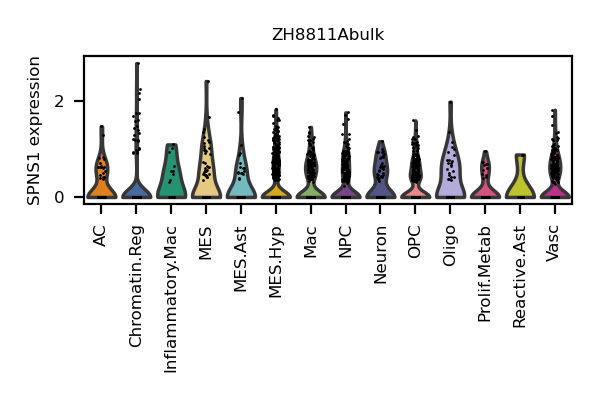 ZH8811Abulk
SPNS1 expression
2
0
AC
Chromatin.Reg
Inflammatory.Mac
MES
MES.Ast
MES.Hyp
Mac
NPC
Neuron
OPC
Oligo
Prolif.Metab
Reactive.Ast
Vasc